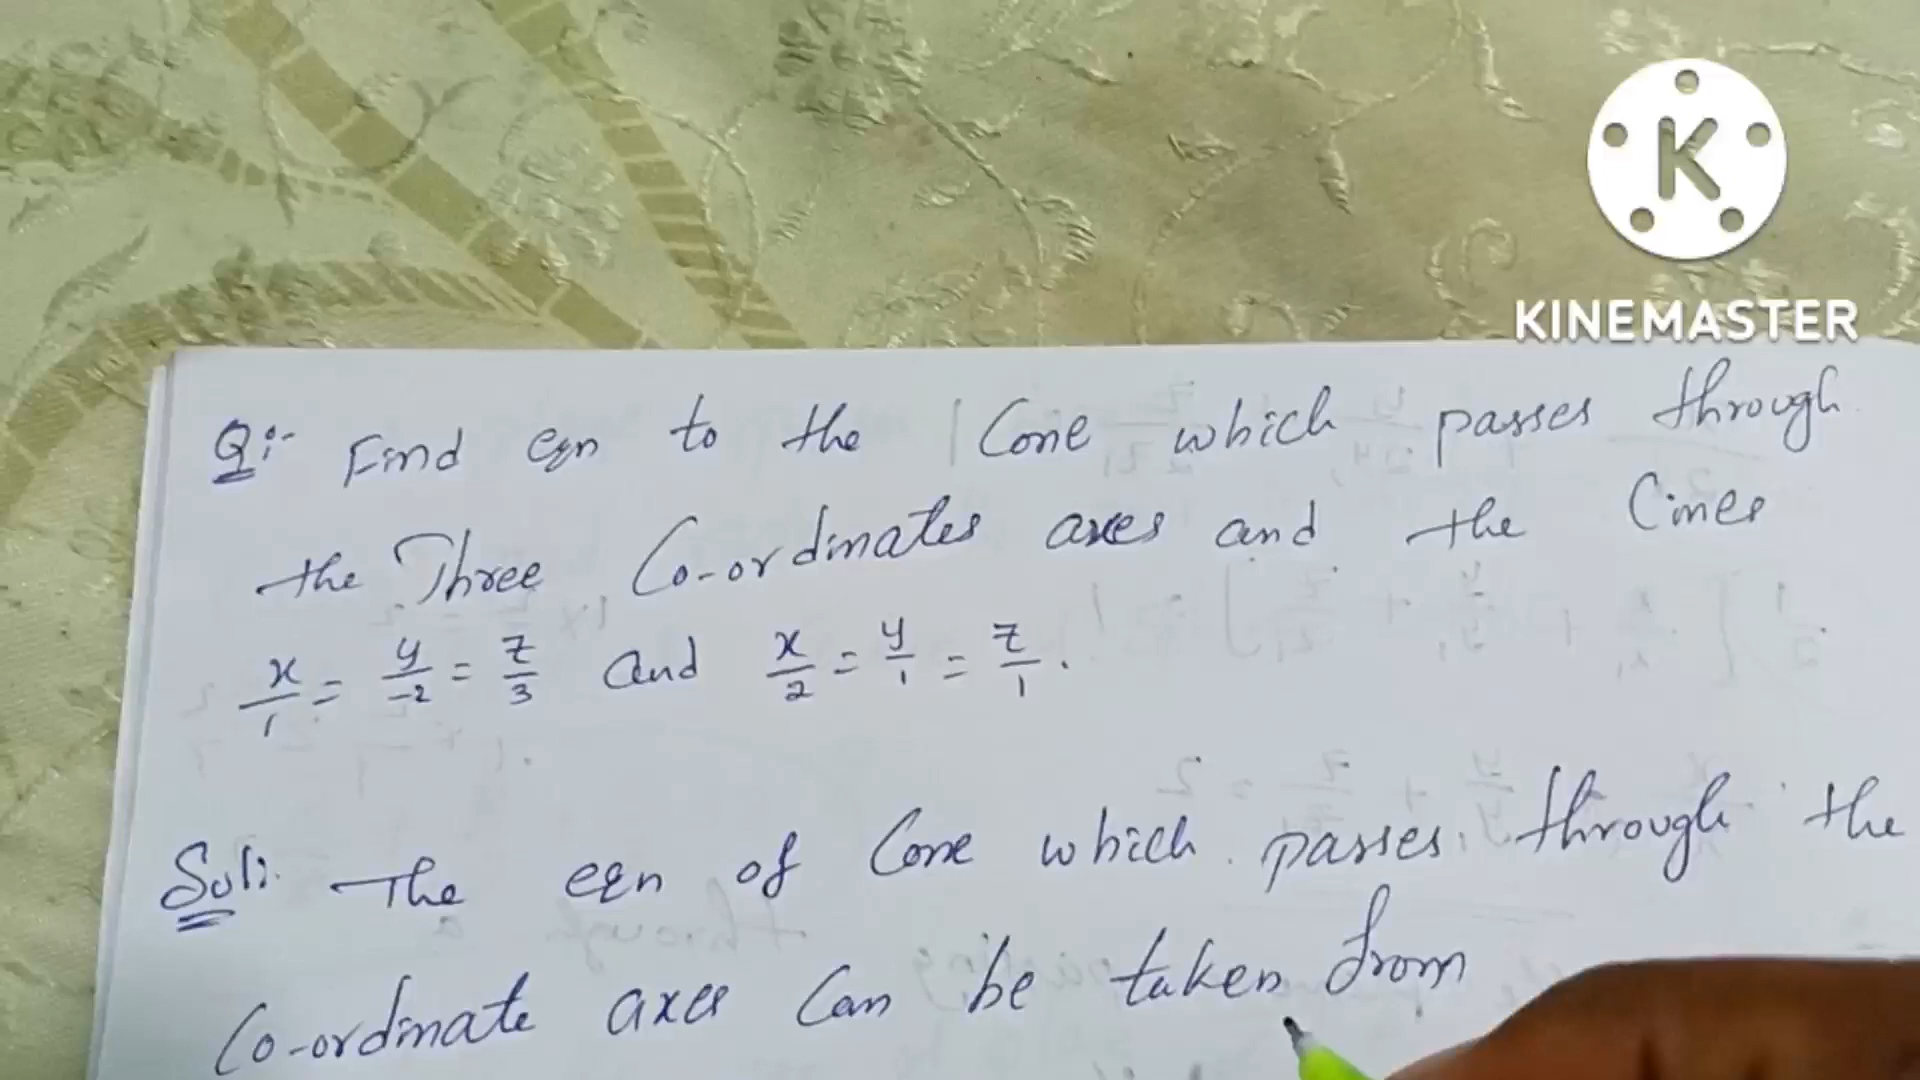 K
KINEMASTER
Q:- Find eqn to the Cone which passes through
the Three Co-ordinates axes and the lines
x/1 = y/-2 = z/3 and x/2 = y/1 = z/1.
Sol: The eqn of Cone which passes through the
Co-ordinate axes Can be taken from